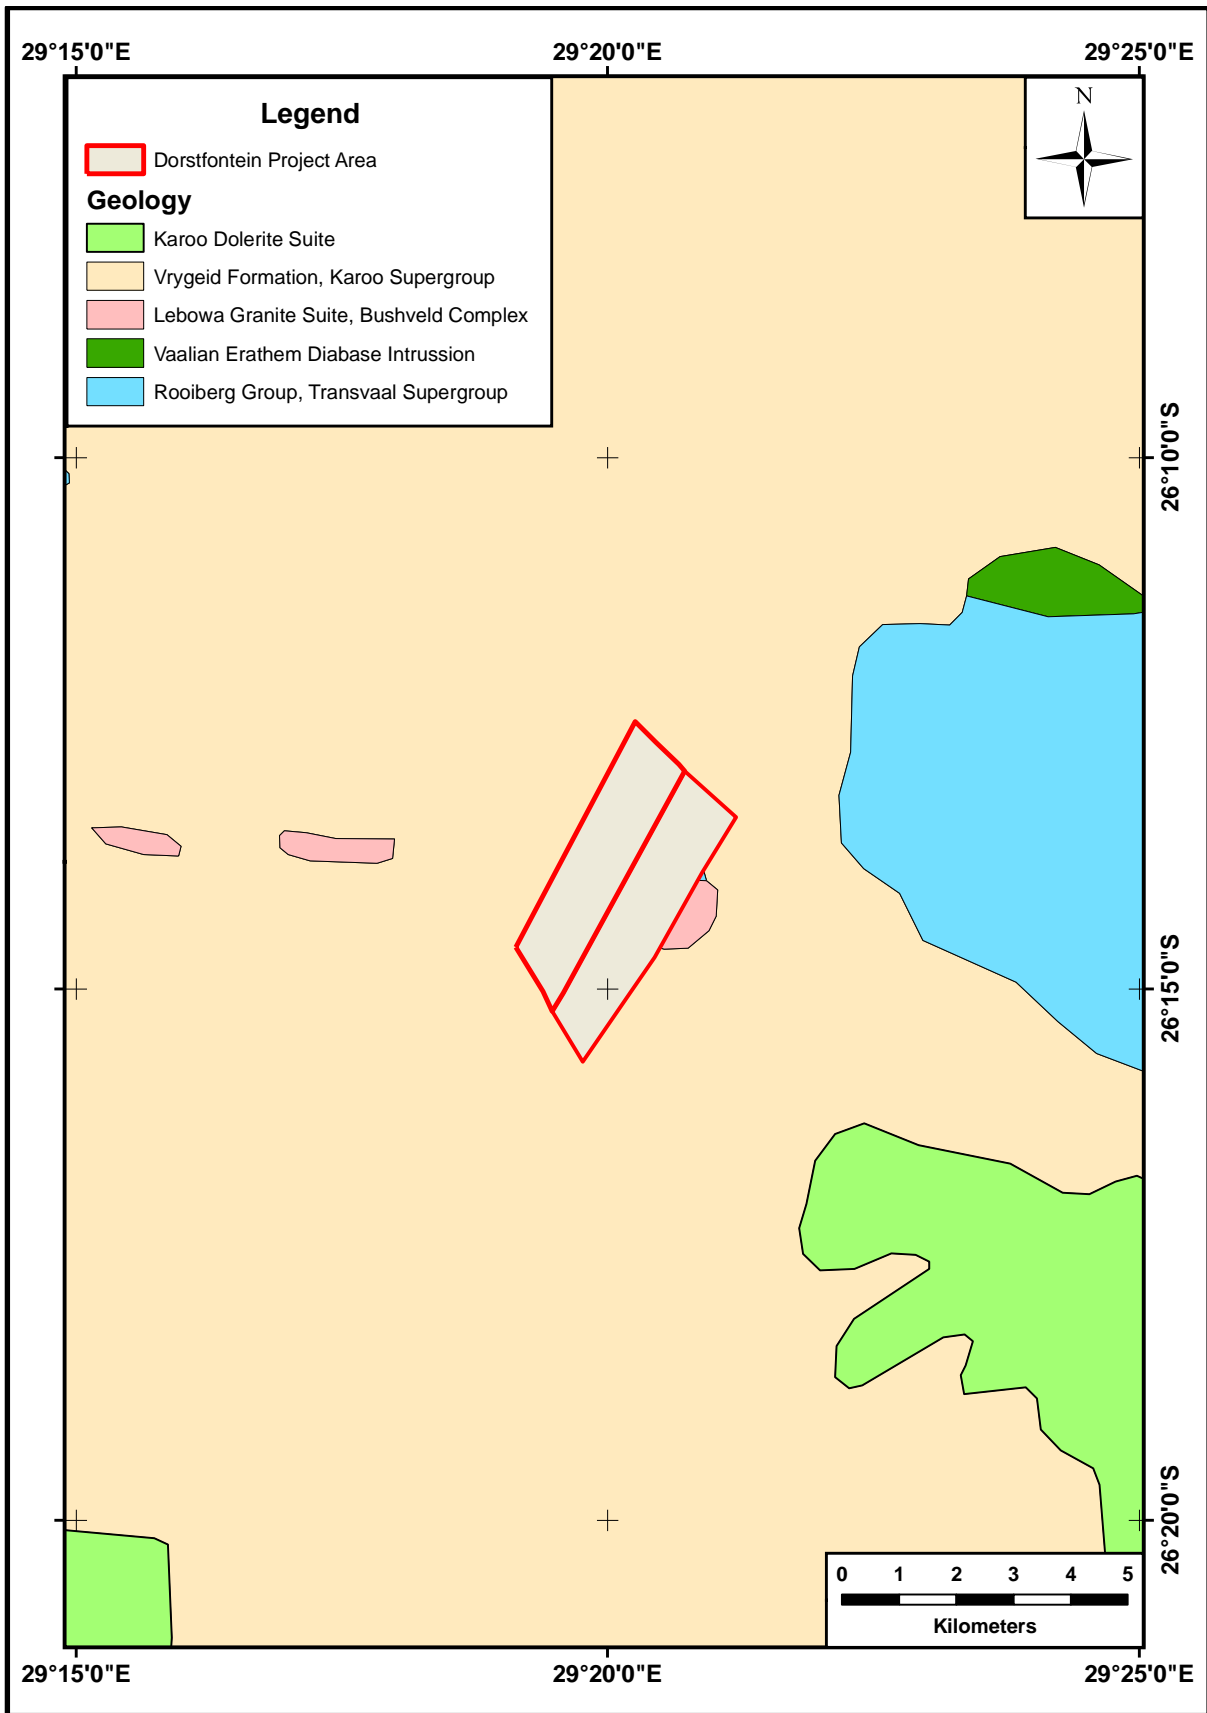 29°15'0"E 29°20'0"E 29°25'0"E
Legend
N
Dorstfontein Project Area
Geology
Karoo Dolerite Suite
Vrygeid Formation, Karoo Supergroup
Lebowa Granite Suite, Bushveld Complex
Vaalian Erathem Diabase Intrussion
Rooiberg Group, Transvaal Supergroup
26°10'0"S
26°15'0"S
26°20'0"S
0 1 2 3 4 5
Kilometers
29°15'0"E 29°20'0"E 29°25'0"E